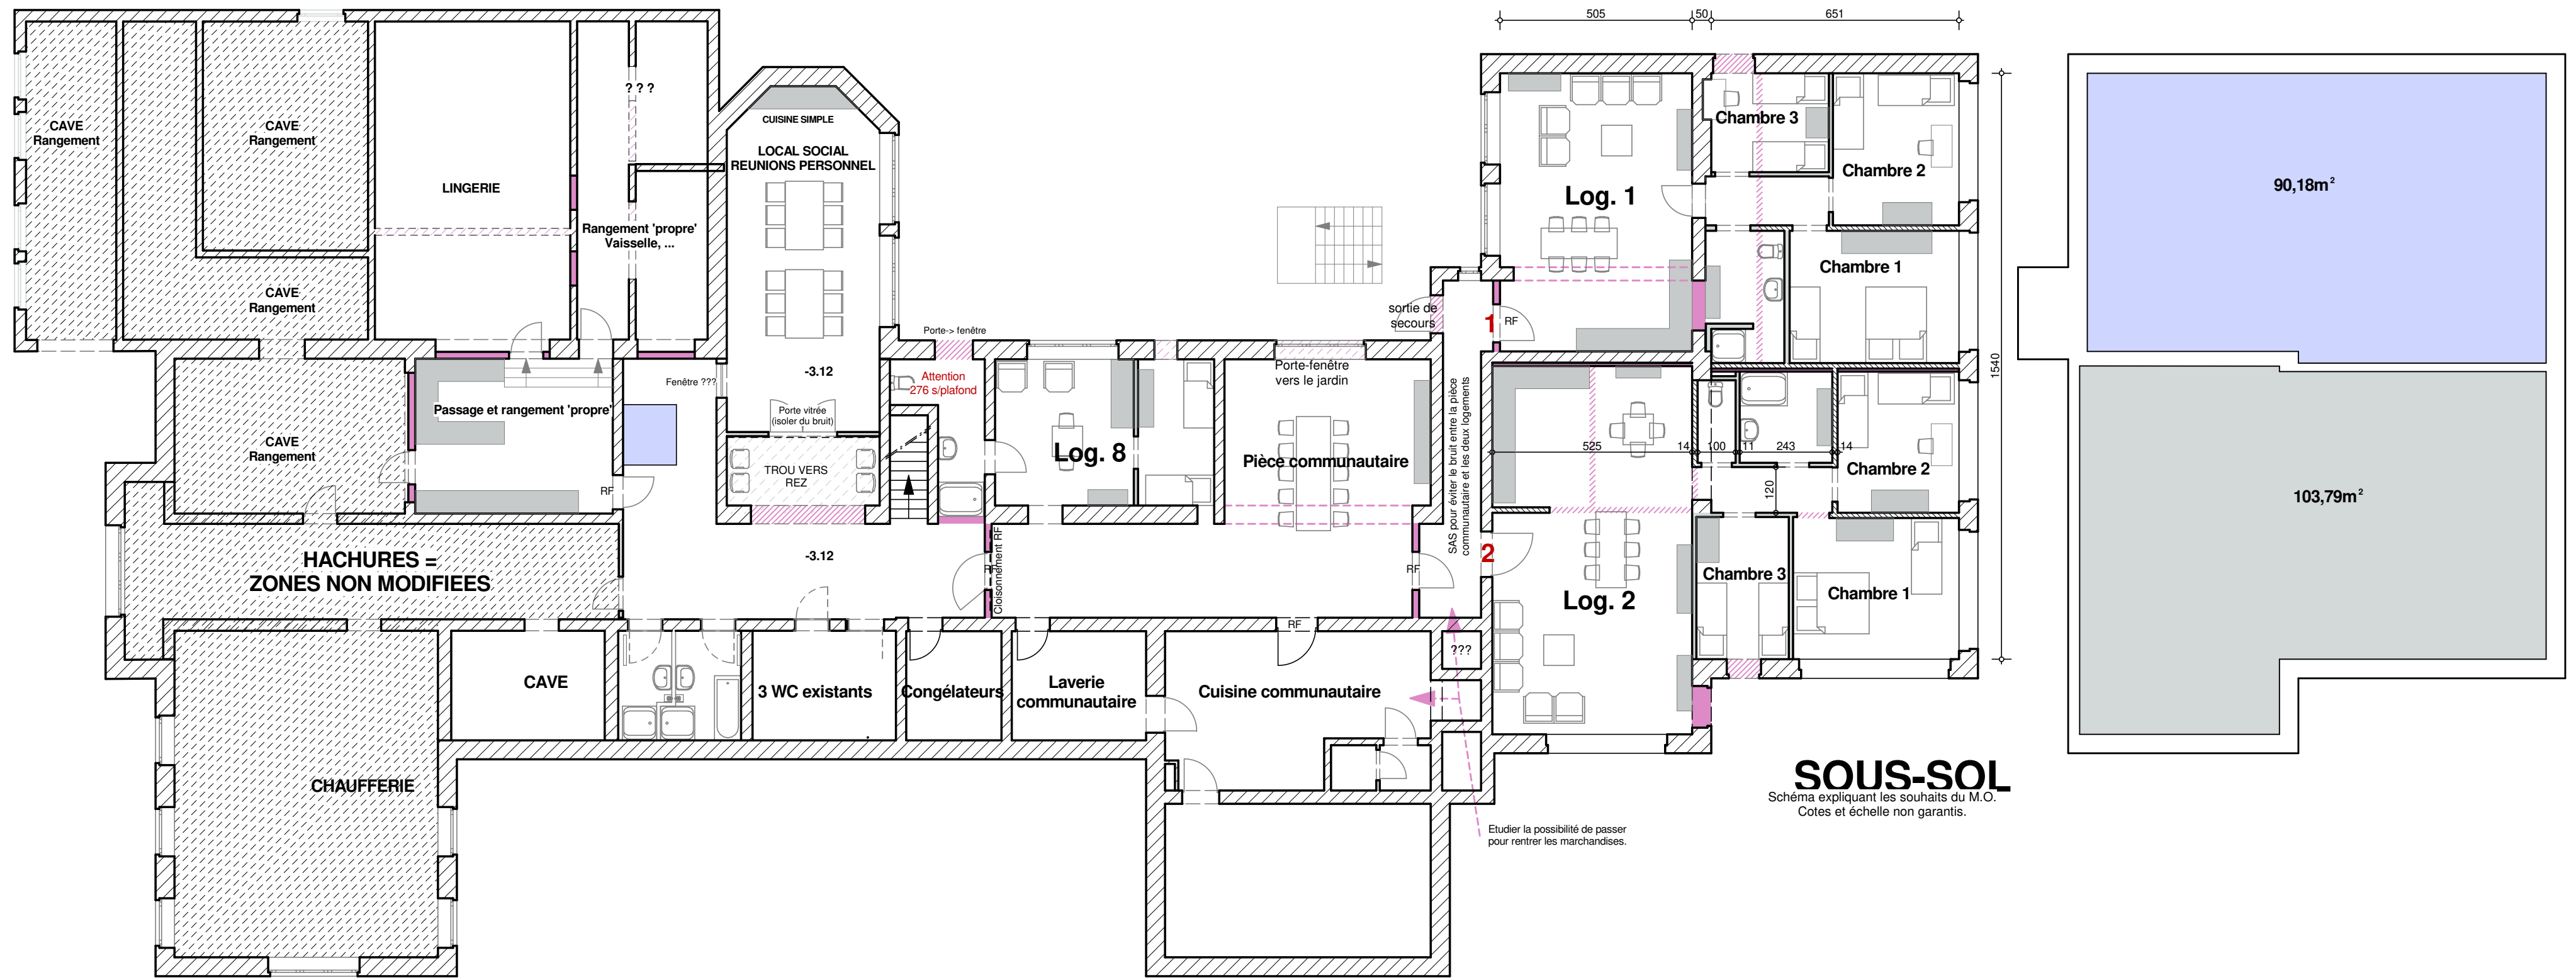 505
50
651
CAVE
Rangement
CAVE
Rangement
CAVE
Rangement
LINGERIE
? ? ?
Rangement 'propre'
Vaisselle, ...
CUISINE SIMPLE
LOCAL SOCIAL
REUNIONS PERSONNEL
-3.12
Porte vitrée
(isoler du bruit)
TROU VERS
REZ
Fenêtre ???
CAVE
Rangement
Passage et rangement 'propre'
RF
HACHURES =
ZONES NON MODIFIEES
-3.12
Porte-> fenêtre
Attention
276 s/plafond
Log. 8
Pièce communautaire
Porte-fenêtre
vers le jardin
sortie de
secours
1
RF
SAS pour éviter le bruit entre la pièce
communautaire et les deux logements
RF
Cloisonnement RF
RF
2
RF
???
Log. 1
Chambre 3
Chambre 2
Chambre 1
1540
525
14
100
11
243
14
120
Chambre 2
Chambre 3
Chambre 1
Log. 2
CHAUFFERIE
CAVE
3 WC existants
Congélateurs
Laverie
communautaire
Cuisine communautaire
Etudier la possibilité de passer
pour rentrer les marchandises.
90,18m²
103,79m²
SOUS-SOL
Schéma expliquant les souhaits du M.O.
Cotes et échelle non garantis.